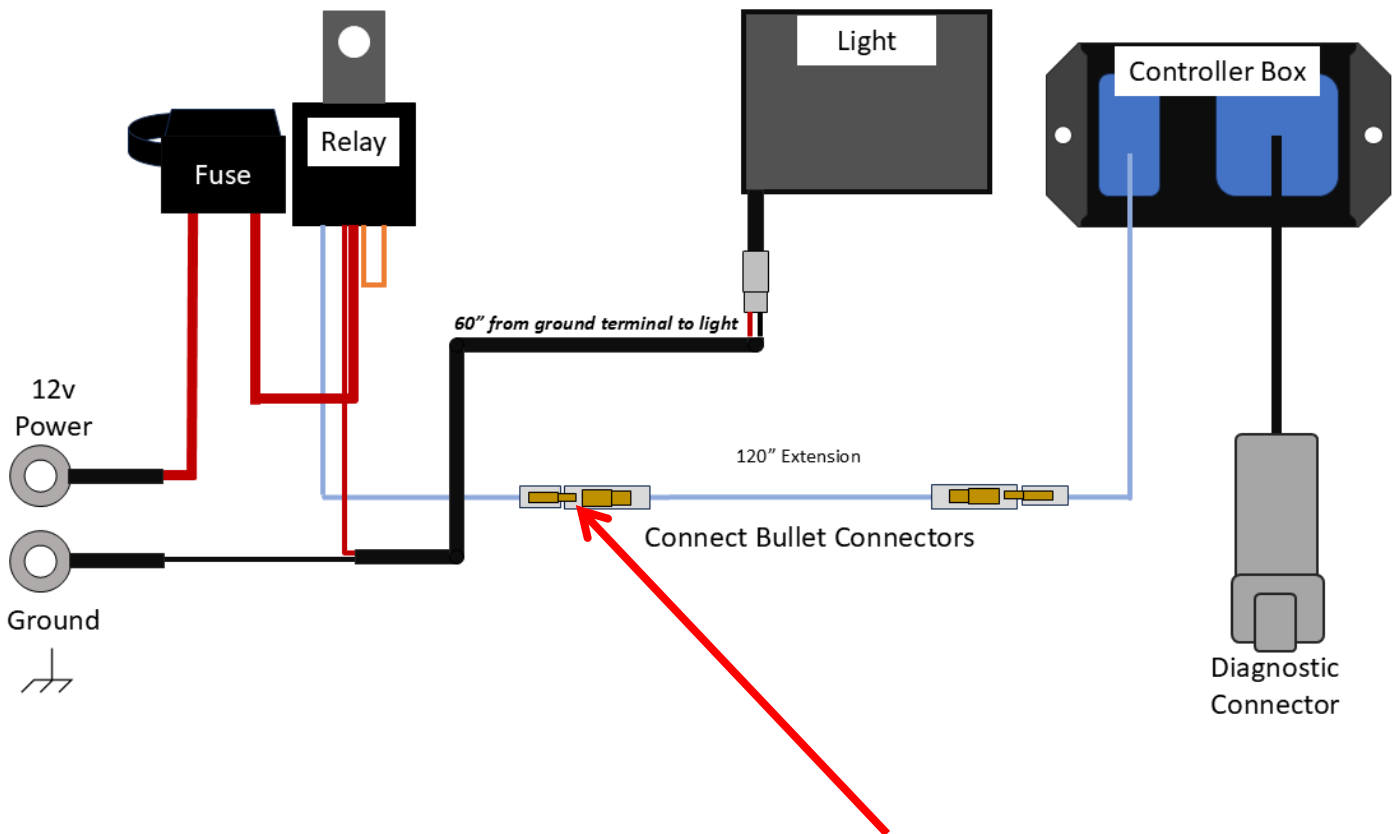 Light
Controller Box
Relay
Fuse
60” from ground terminal to light
12v
Power
120” Extension
Connect Bullet Connectors
Ground
Diagnostic
Connector